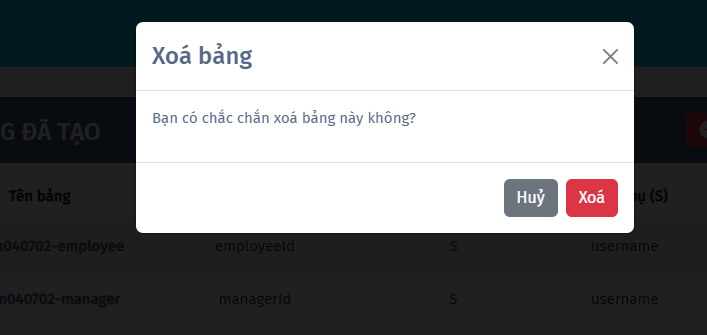 Xoá bảng
Bạn có chắc chắn xoá bảng này không?
Huỷ Xoá
G ĐÃ TẠO
Tên bảng (S)
n040702-employee employeeId S username
n040702-manager managerId S username